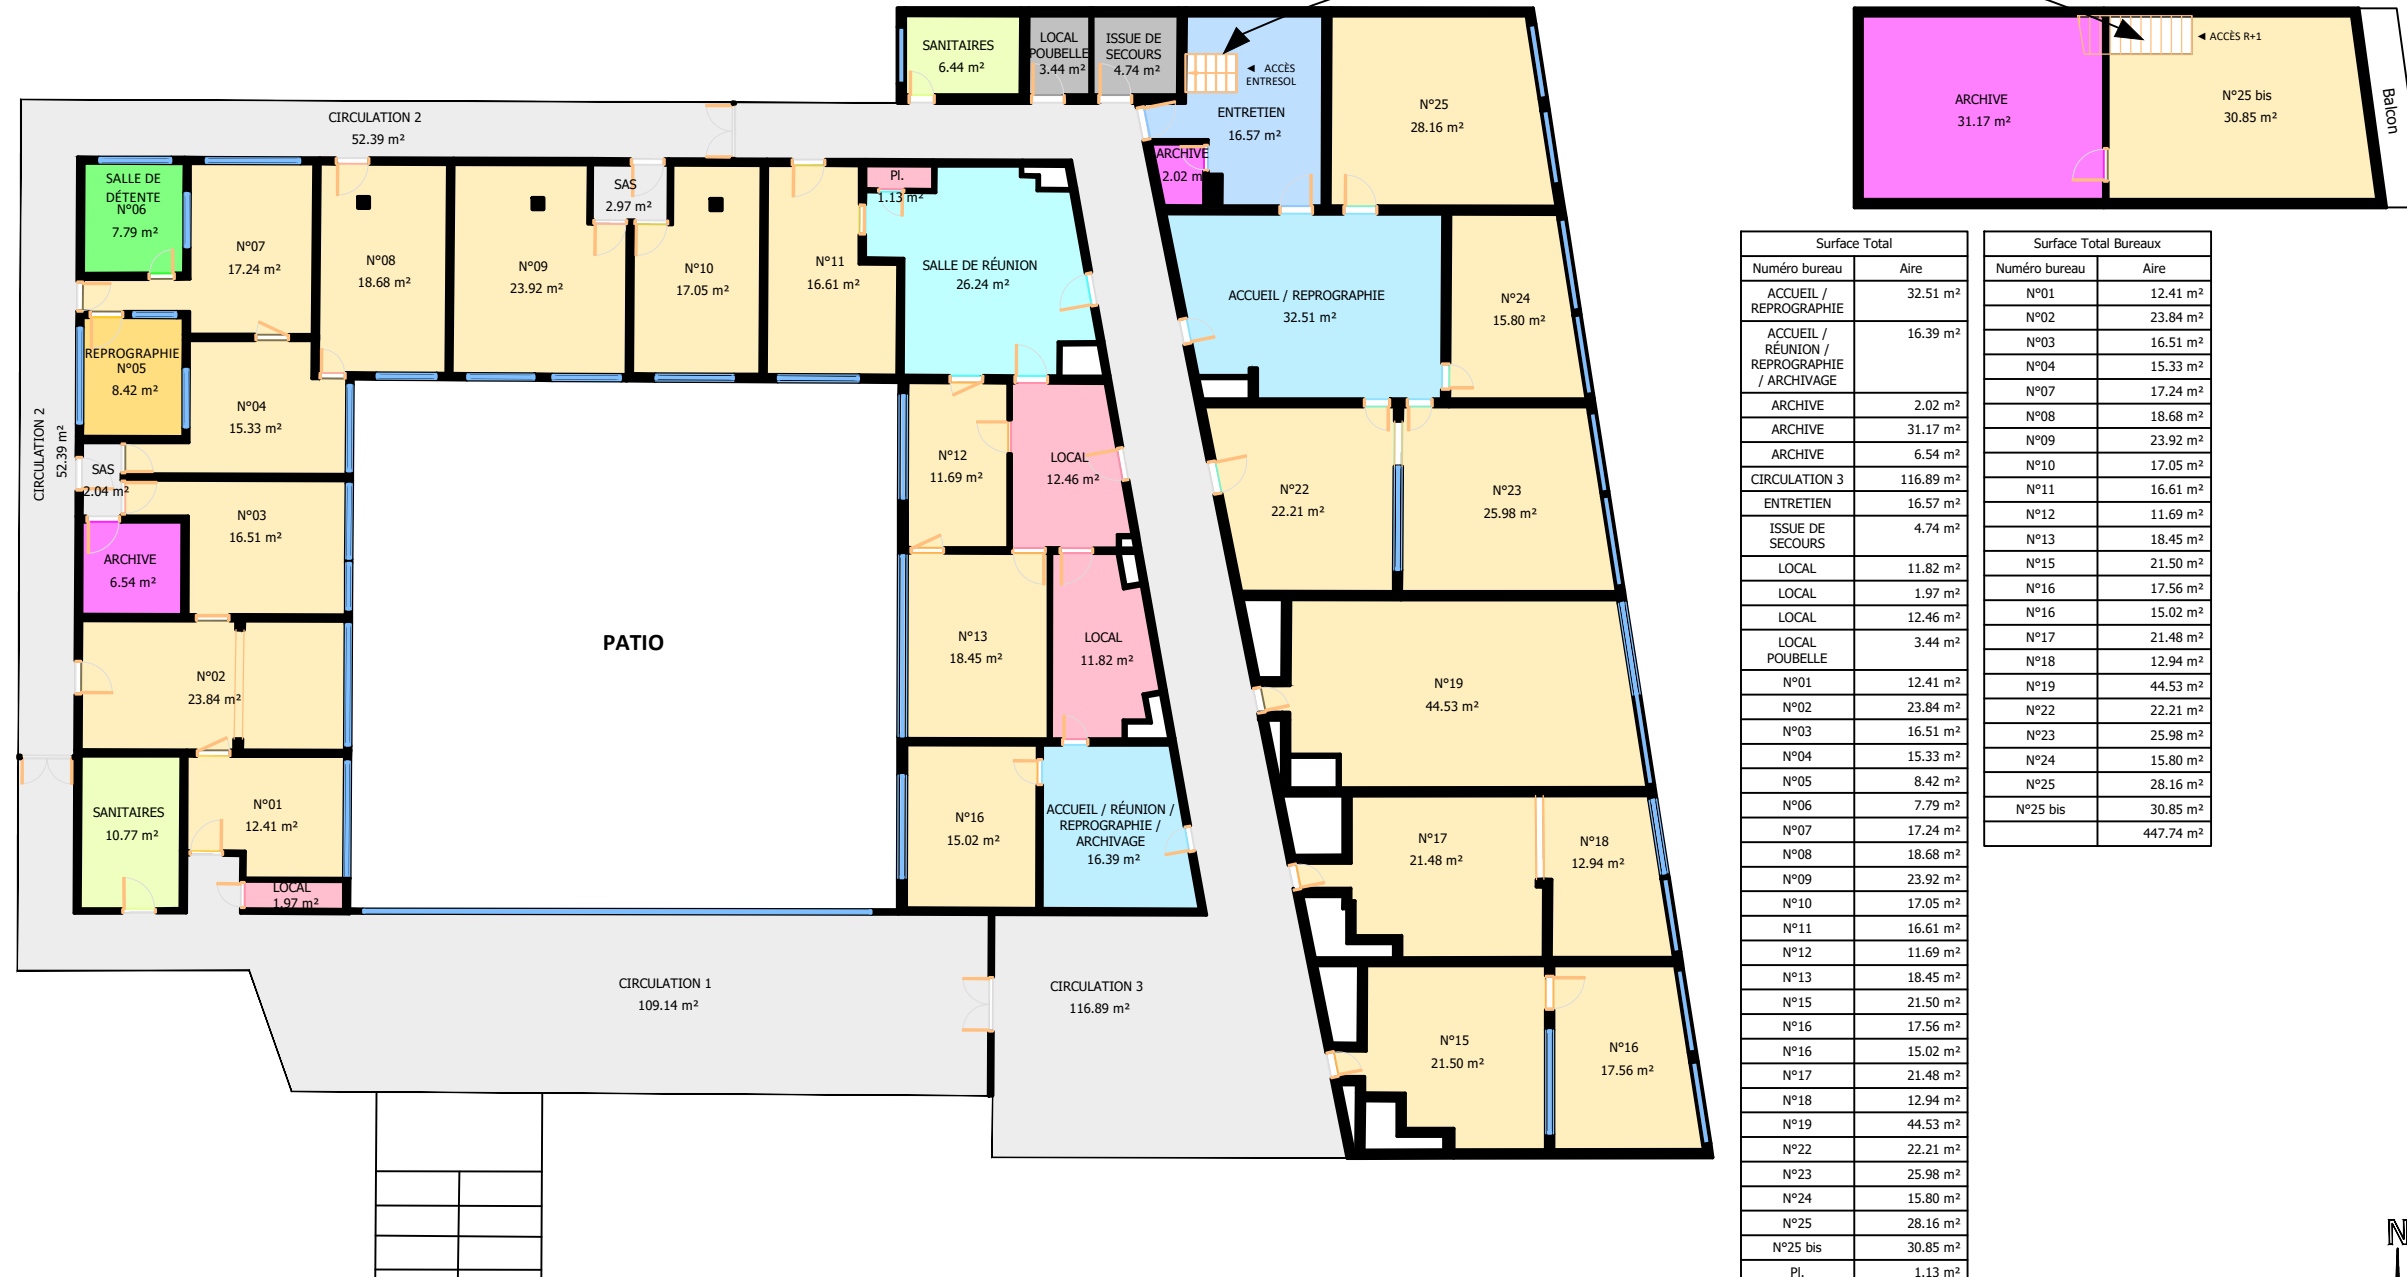 SANITAIRES
6.44 m²
LOCAL
POUBELLE
3.44 m²
ISSUE DE
SECOURS
4.74 m²
◄ ACCÈS
ENTRESOL
ENTRETIEN
16.57 m²
N°25
28.16 m²
ARCHIVE
31.17 m²
◄ ACCÈS R+1
N°25 bis
30.85 m²
Balcon
CIRCULATION 2
52.39 m²
ARCHIVE
2.02 m
SALLE DE
DÉTENTE
N°06
7.79 m²
N°07
17.24 m²
N°08
18.68 m²
N°09
23.92 m²
SAS
2.97 m²
N°10
17.05 m²
N°11
16.61 m²
Pl.
1.13 m²
SALLE DE RÉUNION
26.24 m²
ACCUEIL / REPROGRAPHIE
32.51 m²
N°24
15.80 m²
REPROGRAPHIE
N°05
8.42 m²
N°04
15.33 m²
CIRCULATION 2
52.39 m²
SAS
2.04 m²
N°03
16.51 m²
ARCHIVE
6.54 m²
N°12
11.69 m²
LOCAL
12.46 m²
N°22
22.21 m²
N°23
25.98 m²
PATIO
N°02
23.84 m²
N°13
18.45 m²
LOCAL
11.82 m²
N°19
44.53 m²
SANITAIRES
10.77 m²
N°01
12.41 m²
LOCAL
1.97 m²
N°16
15.02 m²
ACCUEIL / RÉUNION /
REPROGRAPHIE /
ARCHIVAGE
16.39 m²
N°17
21.48 m²
N°18
12.94 m²
CIRCULATION 1
109.14 m²
CIRCULATION 3
116.89 m²
N°15
21.50 m²
N°16
17.56 m²
Surface Total
Numéro bureau Aire
ACCUEIL /
REPROGRAPHIE 32.51 m²
ACCUEIL /
RÉUNION /
REPROGRAPHIE
/ ARCHIVAGE 16.39 m²
ARCHIVE 2.02 m²
ARCHIVE 31.17 m²
ARCHIVE 6.54 m²
CIRCULATION 3 116.89 m²
ENTRETIEN 16.57 m²
ISSUE DE
SECOURS 4.74 m²
LOCAL 11.82 m²
LOCAL 1.97 m²
LOCAL 12.46 m²
LOCAL
POUBELLE 3.44 m²
N°01 12.41 m²
N°02 23.84 m²
N°03 16.51 m²
N°04 15.33 m²
N°05 8.42 m²
N°06 7.79 m²
N°07 17.24 m²
N°08 18.68 m²
N°09 23.92 m²
N°10 17.05 m²
N°11 16.61 m²
N°12 11.69 m²
N°13 18.45 m²
N°15 21.50 m²
N°16 17.56 m²
N°16 15.02 m²
N°17 21.48 m²
N°18 12.94 m²
N°19 44.53 m²
N°22 22.21 m²
N°23 25.98 m²
N°24 15.80 m²
N°25 28.16 m²
N°25 bis 30.85 m²
Pl. 1.13 m²
Surface Total Bureaux
Numéro bureau Aire
N°01 12.41 m²
N°02 23.84 m²
N°03 16.51 m²
N°04 15.33 m²
N°07 17.24 m²
N°08 18.68 m²
N°09 23.92 m²
N°10 17.05 m²
N°11 16.61 m²
N°12 11.69 m²
N°13 18.45 m²
N°15 21.50 m²
N°16 17.56 m²
N°16 15.02 m²
N°17 21.48 m²
N°18 12.94 m²
N°19 44.53 m²
N°22 22.21 m²
N°23 25.98 m²
N°24 15.80 m²
N°25 28.16 m²
N°25 bis 30.85 m²
447.74 m²
N